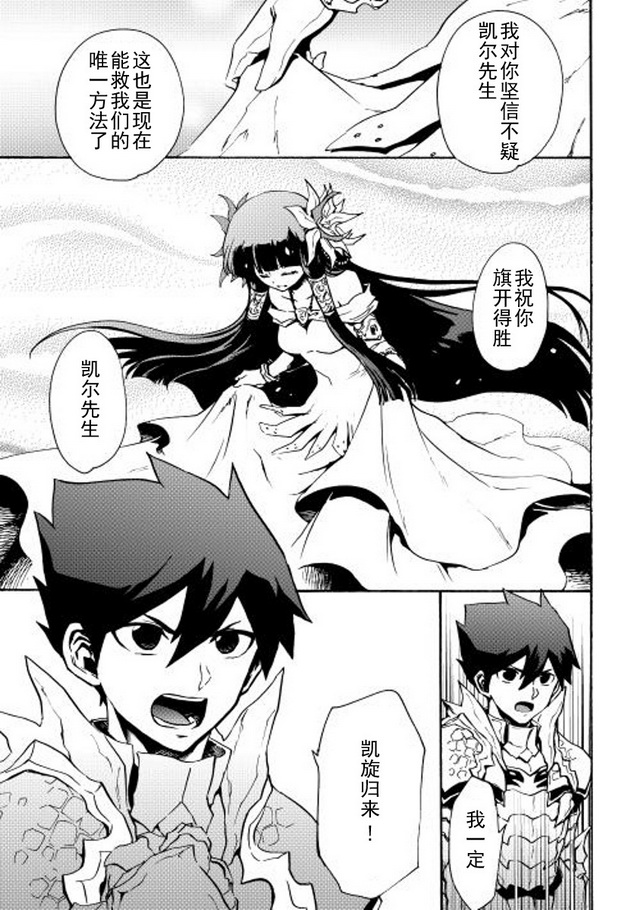 我对你坚信不疑
凯尔先生
这也是现在
能救我们的
唯一方法了
我祝你
旗开得胜
凯尔先生
我一定
凯旋归来！